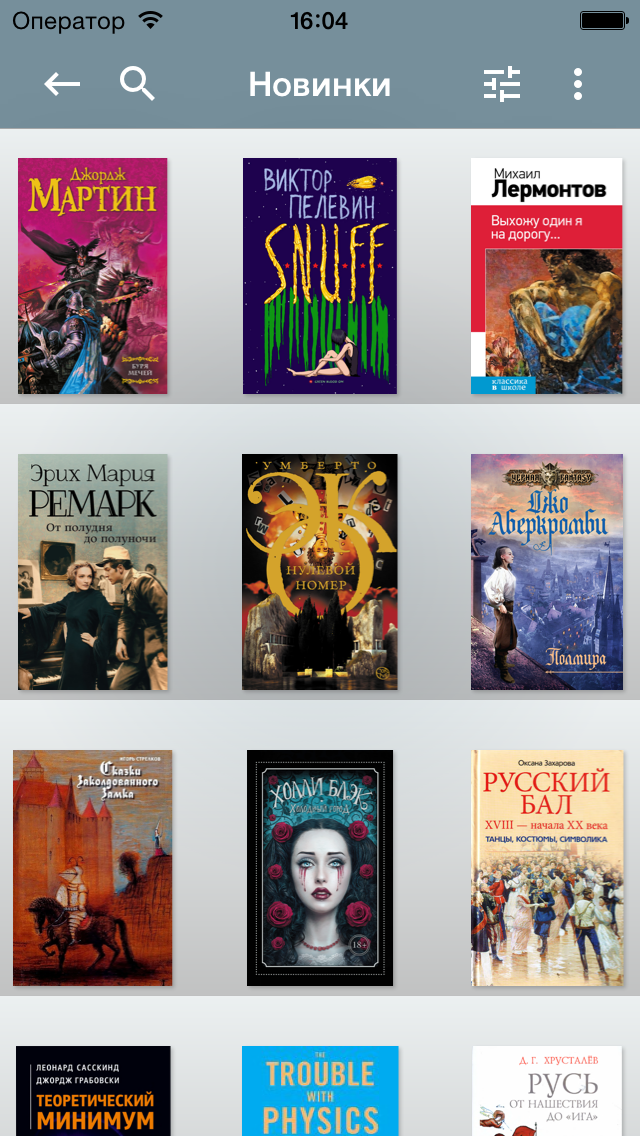 Оператор 16:04
Новинки
Джордж
МАРТИН
БУРЯ
МЕЧЕЙ
ВИКТОР
ПЕЛЕВИН
SNUFF
Михаил
Лермонтов
Выхожу один я
на дорогу...
классика
в школе
Эрих Мария
РЕМАРК
От полудня
до полуночи
УМБЕРТО
ЭКО
НУЛЕВОЙ
НОМЕР
ЧЕРНАЯ FANTASY
Джо
Аберкромби
Полмира
ИГОРЬ СТРЕЛКОВ
Сказки
Заколдованного
Замка
ХОЛЛИ БЛЭК
ХОЛОДНЫЙ ГОРОД
18+
Оксана Захарова
РУССКИЙ
БАЛ
XVIII — начала XX века
ТАНЦЫ, КОСТЮМЫ, СИМВОЛИКА
ЛЕОНАРД САССКИНД
ДЖОРДЖ ГРАБОВСКИ
ТЕОРЕТИЧЕСКИЙ
МИНИМУМ
THE
TROUBLE
WITH
PHYSICS
Д. Г. ХРУСТАЛЁВ
РУСЬ
ОТ НАШЕСТВИЯ
ДО «ИГА»